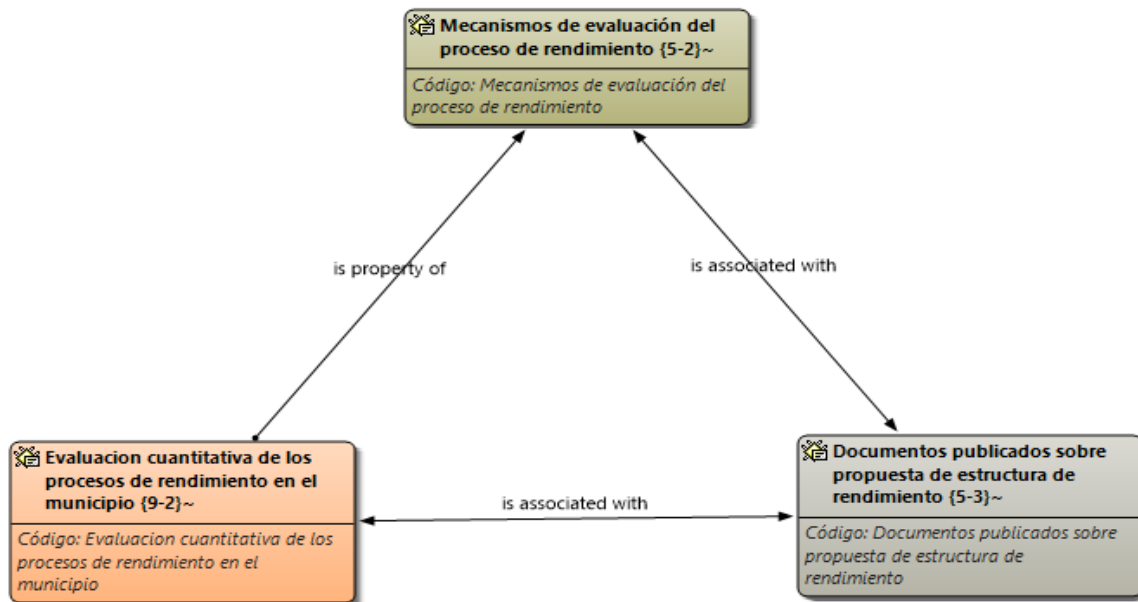 Mecanismos de evaluación del
proceso de rendimiento {5-2}~
Código: Mecanismos de evaluación del
proceso de rendimiento
is property of
is associated with
Evaluacion cuantitativa de los
procesos de rendimiento en el
municipio {9-2}~
Código: Evaluacion cuantitativa de los
procesos de rendimiento en el
municipio
is associated with
Documentos publicados sobre
propuesta de estructura de
rendimiento {5-3}~
Código: Documentos publicados sobre
propuesta de estructura de
rendimiento